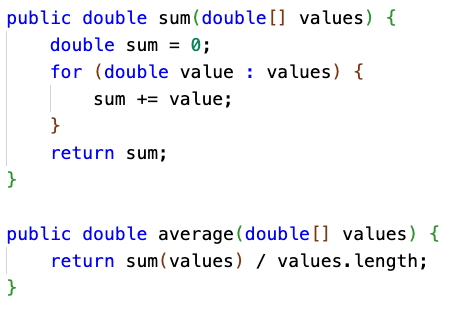 public double sum(double[] values) {
    double sum = 0;
    for (double value : values) {
        sum += value;
    }
    return sum;
}

public double average(double[] values) {
    return sum(values) / values.length;
}